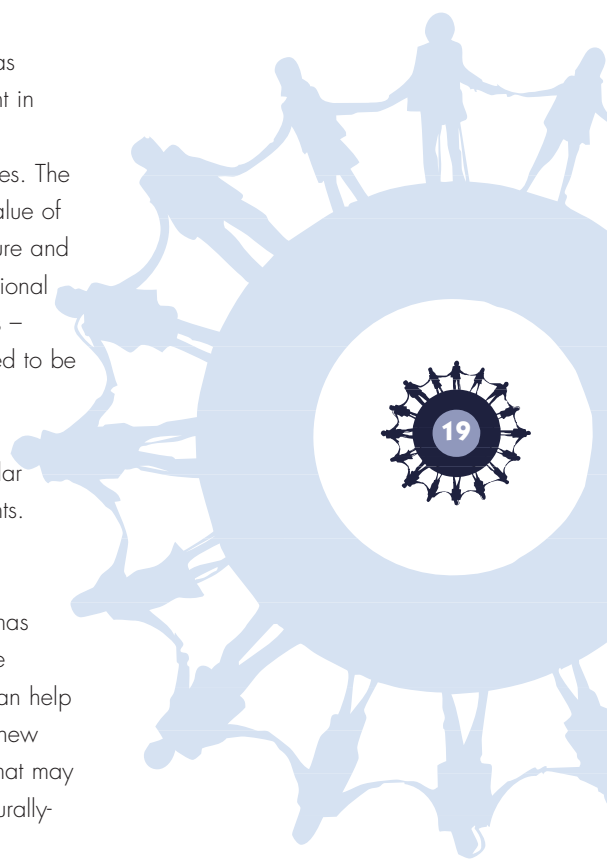 as
nt in
es. The
alue of
ure and
ional
–
ed to be
lar
nts.
has
e
an help
new
hat may
urally-
19